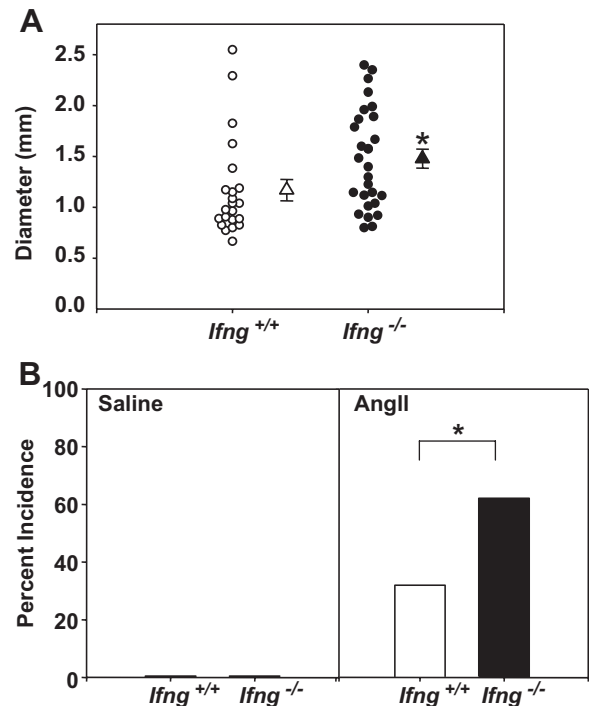 A
Diameter (mm)
2.5
2.0
1.5
1.0
0.5
0.0
*
Ifng +/+ Ifng -/-
B
Percent Incidence
100
80
60
40
20
0
Saline
AngII
*
Ifng +/+ Ifng -/- Ifng +/+ Ifng -/-